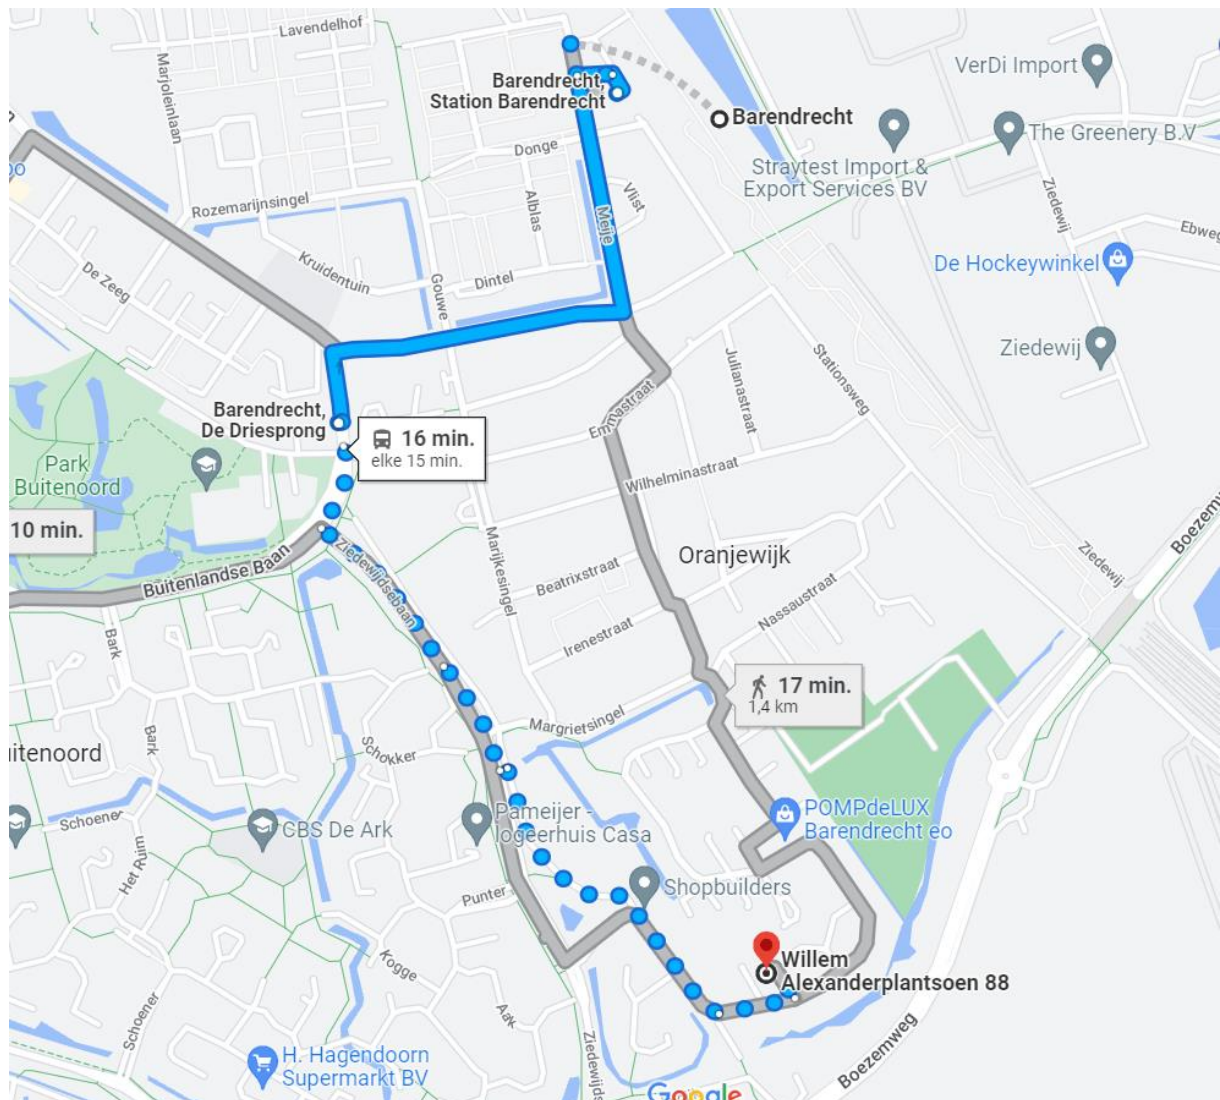 Lavendelhof
Marjoleinlaan
VerDi Import
Barendrecht,
Station Barendrecht
Barendrecht
The Greenery B.V
Donge
Straytest Import &
Export Services BV
Ziedewij
Rozemarijnsingel
Alblas
Vlist
Meije
Ebweg
Kruidentuin
De Zeeg
Gouwe
Dintel
De Hockeywinkel
Ziedewij
Julianastraat
Stationsweg
Barendrecht,
De Driesprong
16 min.
elke 15 min.
Emmastraat
Park
Buitenoord
Wilhelminastraat
10 min.
Buitenlandse Baan
Ziedewijdsebaan
Marijkesingel
Oranjewijk
Ziedewij
Boezemw
Beatrixstraat
Nassaustraat
Irenestraat
Bark
17 min.
1,4 km
Margrietsingel
Bark
uitenoord
Schokker
Schoener
CBS De Ark
Pameijer -
logeerhuis Casa
POMPdeLUX
Barendrecht eo
Het Ruim
Punter
Shopbuilders
Kogge
Willem
Alexanderplantsoen 88
Aak
Schoener
Ziedewijds
Boezemweg
H. Hagendoorn
Supermarkt BV
Google